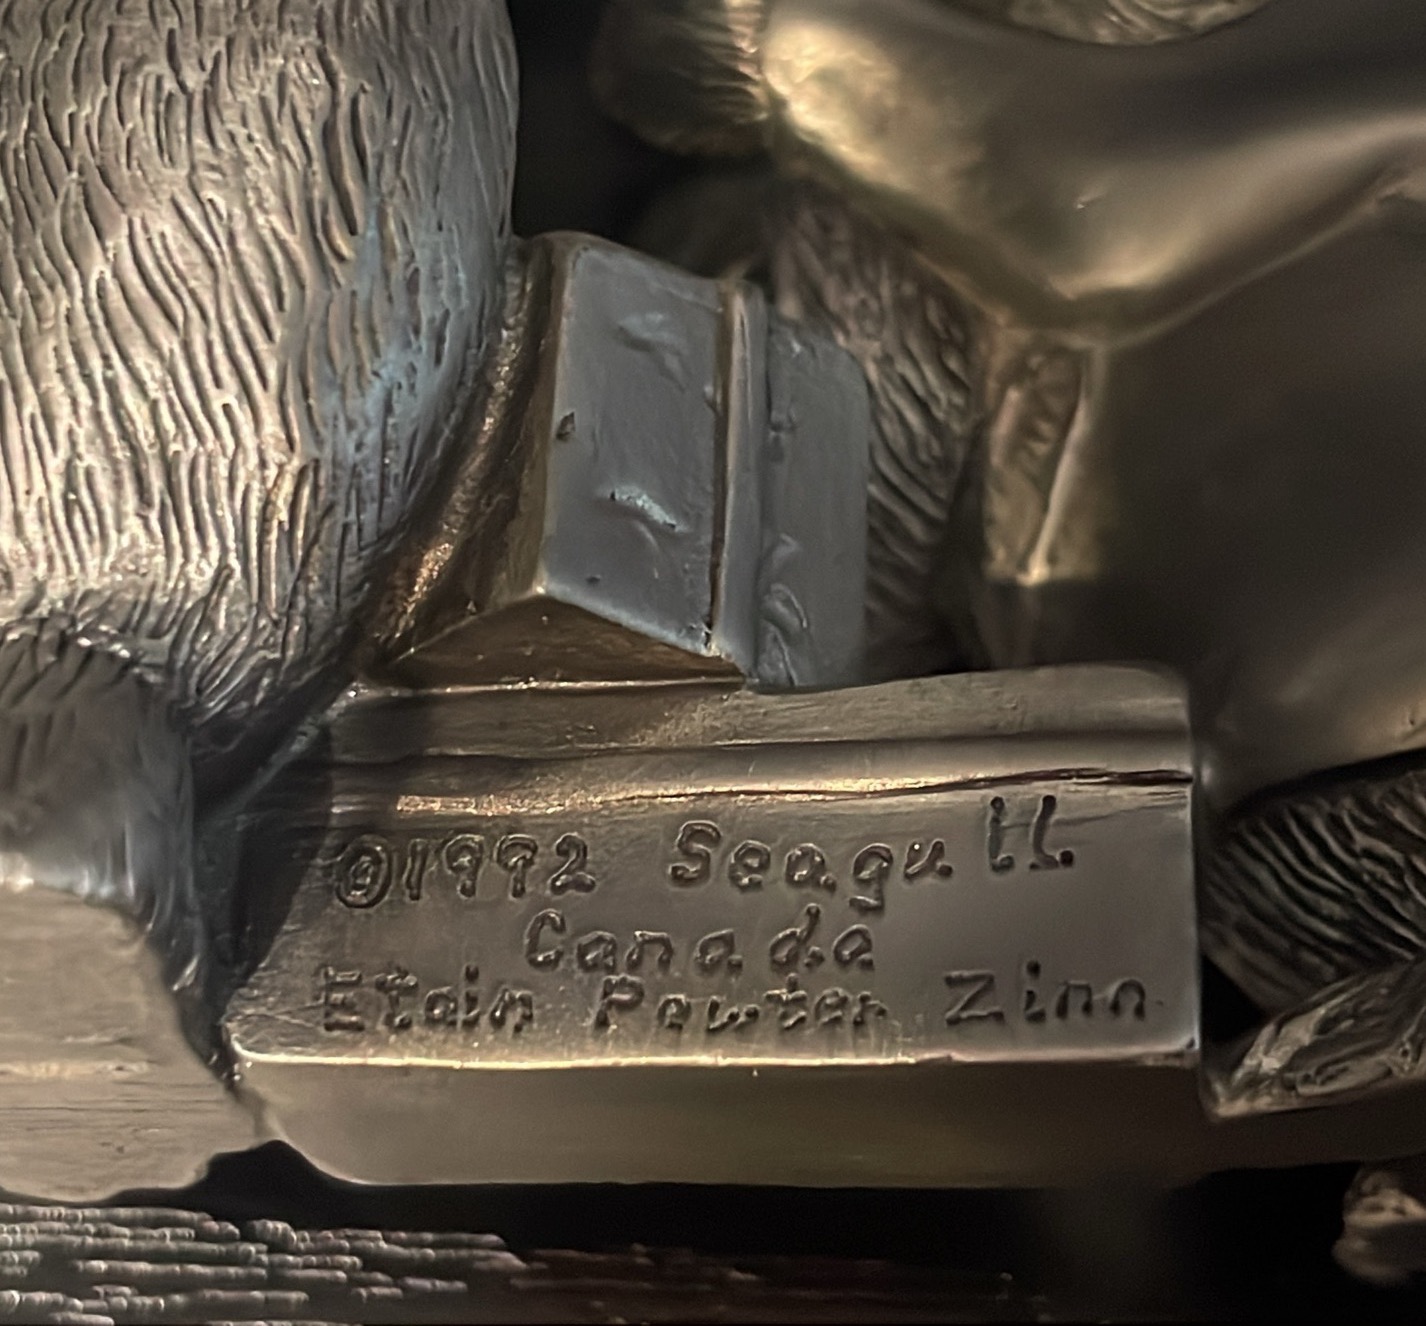 ©1992 Seagull
Canada
Etain Pewter Zinn